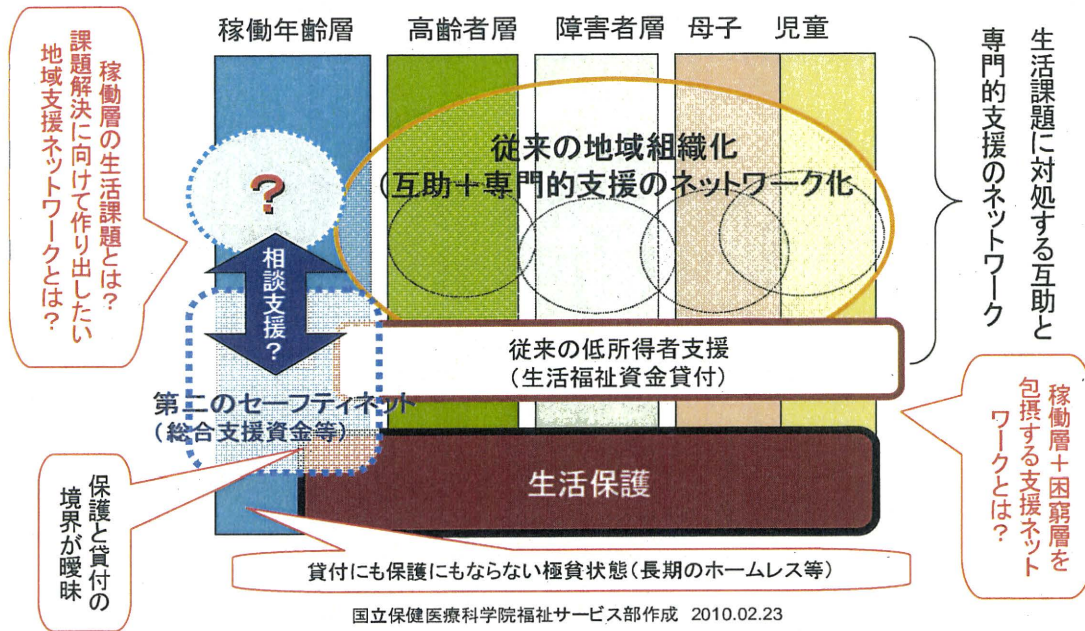 稼働年齢層 高齢者層 障害者層 母子 児童
稼働層の生活課題とは?
課題解決に向けて作り出したい
地域支援ネットワークとは?
従来の地域組織化
(互助+専門的支援のネットワーク化
?
相談支援?
生活課題に対処する互助と
専門的支援のネットワーク
従来の低所得者支援
(生活福祉資金貸付)
第二のセーフティネット
(総合支援資金等)
稼働層+困窮層を
包摂する支援ネット
ワークとは?
生活保護
保護と貸付の
境界が曖昧
貸付にも保護にもならない極貧状態(長期のホームレス等)
国立保健医療科学院福祉サービス部作成 2010.02.23